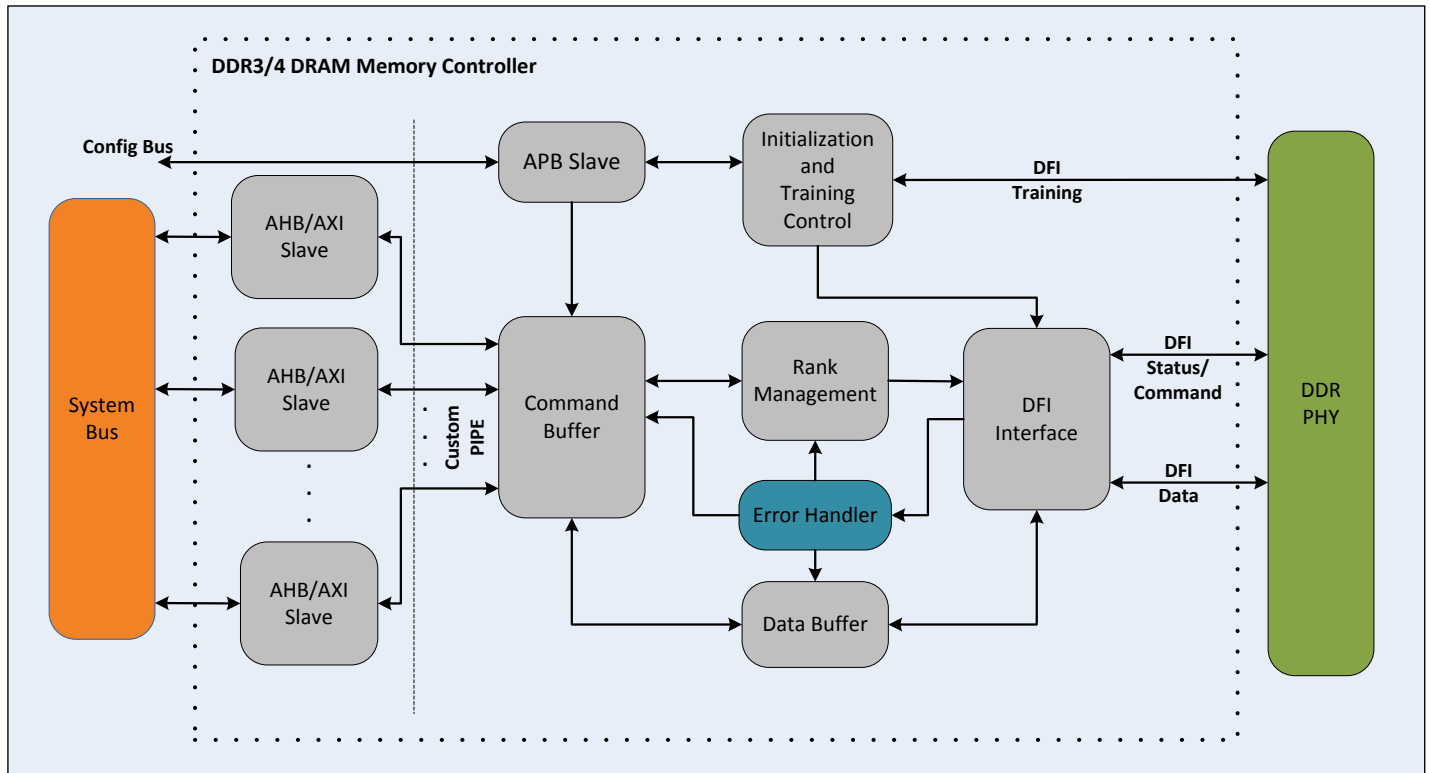 DDR3/4 DRAM Memory Controller
Config Bus
APB Slave
Initialization
and
Training
Control
DFI
Training
AHB/AXI
Slave
System
Bus
AHB/AXI
Slave
Custom
PIPE
Command
Buffer
Rank
Management
DFI
Interface
DFI
Status/
Command
DDR
PHY
DFI
Data
Error Handler
AHB/AXI
Slave
Data Buffer